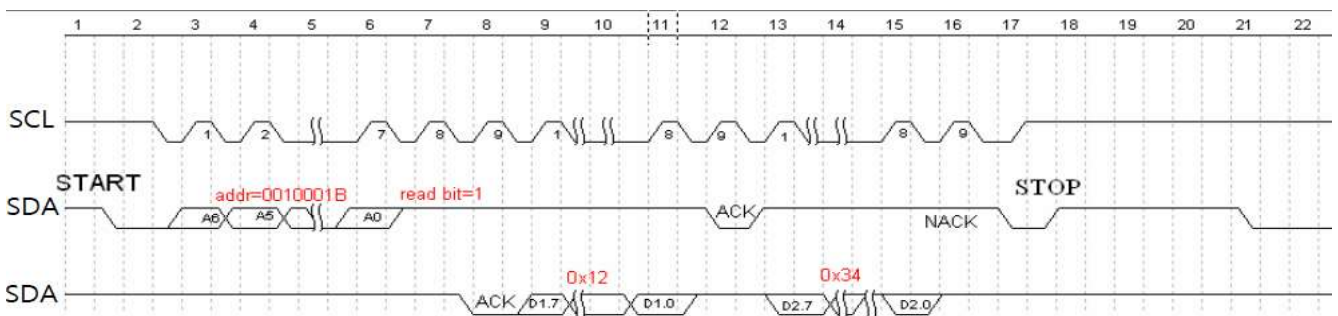 1 2 3 4 5 6 7 8 9 10 11 12 13 14 15 16 17 18 19 20 21 22
SCL 1 2 7 8 9 1 8 9 1 8 9
START addr=0010001B read bit=1 STOP
SDA A6 A5 A0 ACK NACK
0x12 0x34
SDA ACK D1.7 D1.0 D2.7 D2.0